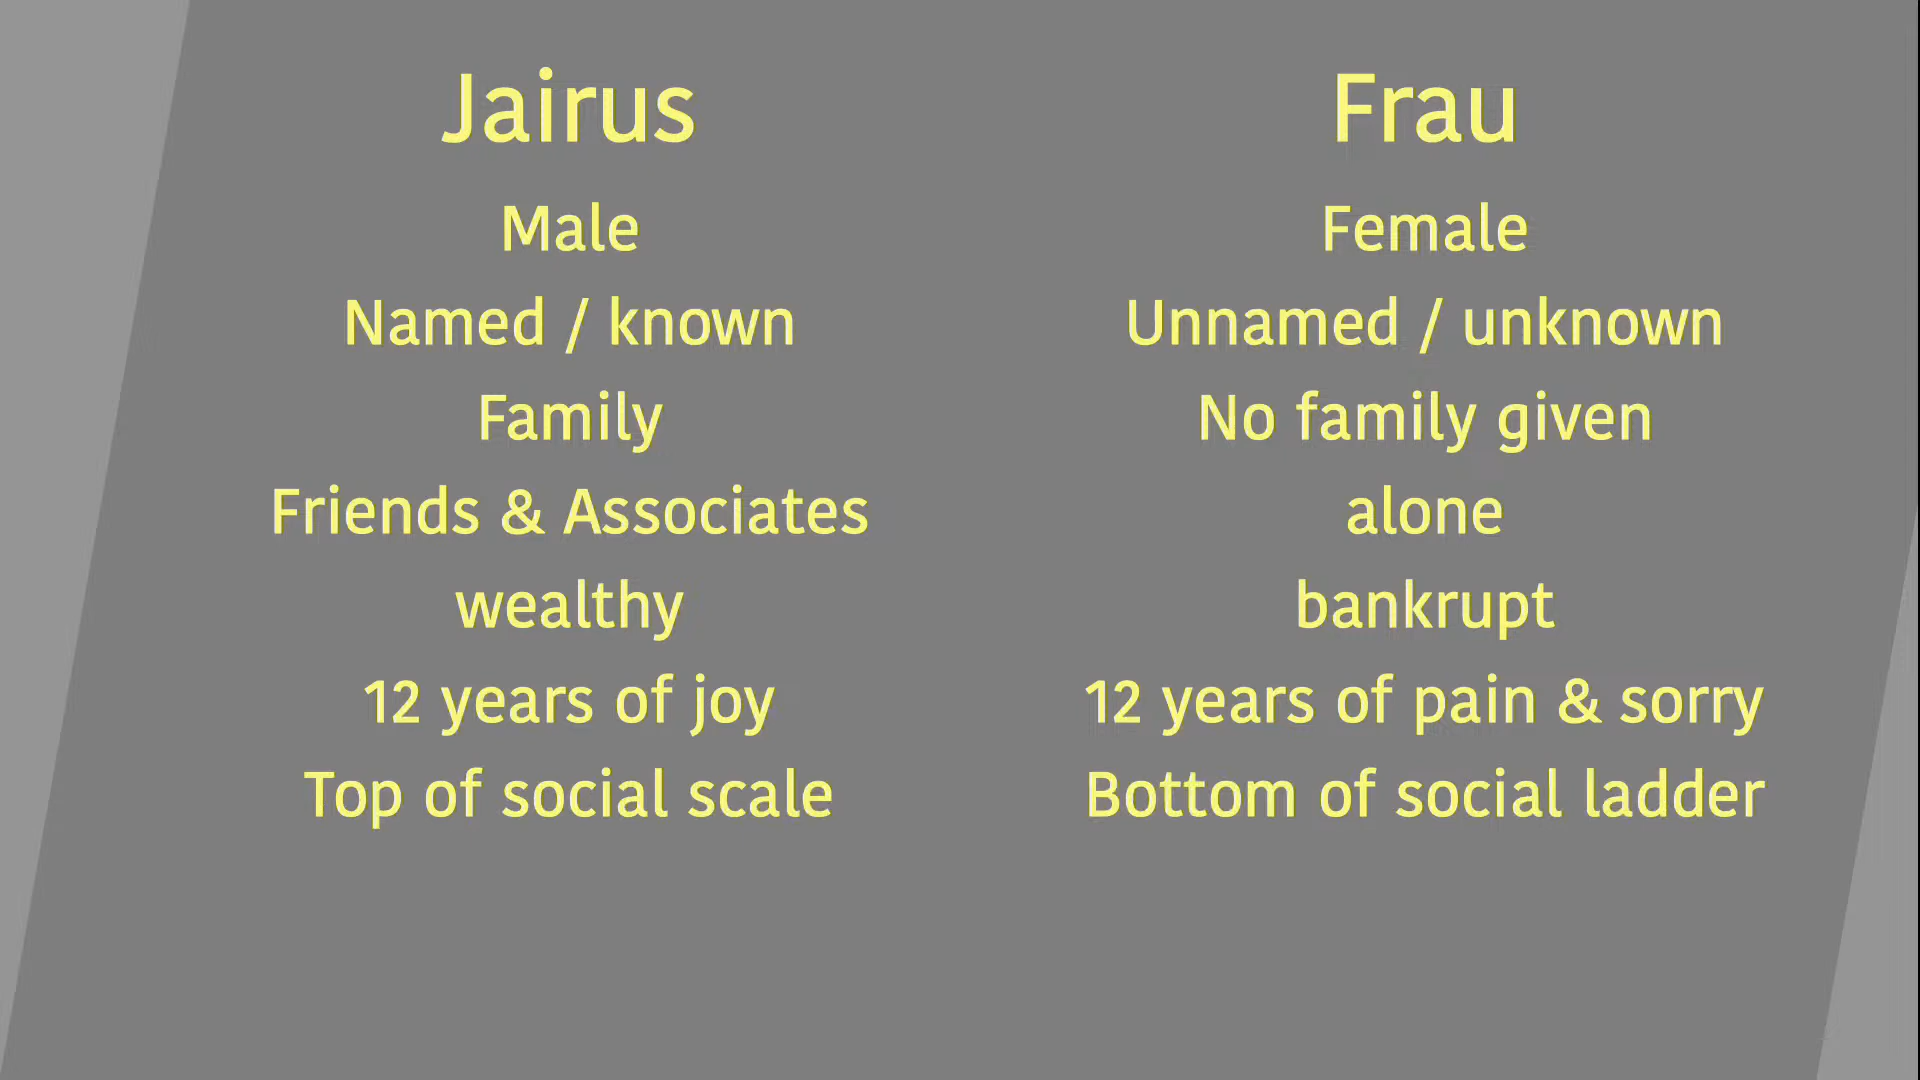 Jairus
Male
Named / known
Family
Friends & Associates
wealthy
12 years of joy
Top of social scale
Frau
Female
Unnamed / unknown
No family given
alone
bankrupt
12 years of pain & sorry
Bottom of social ladder